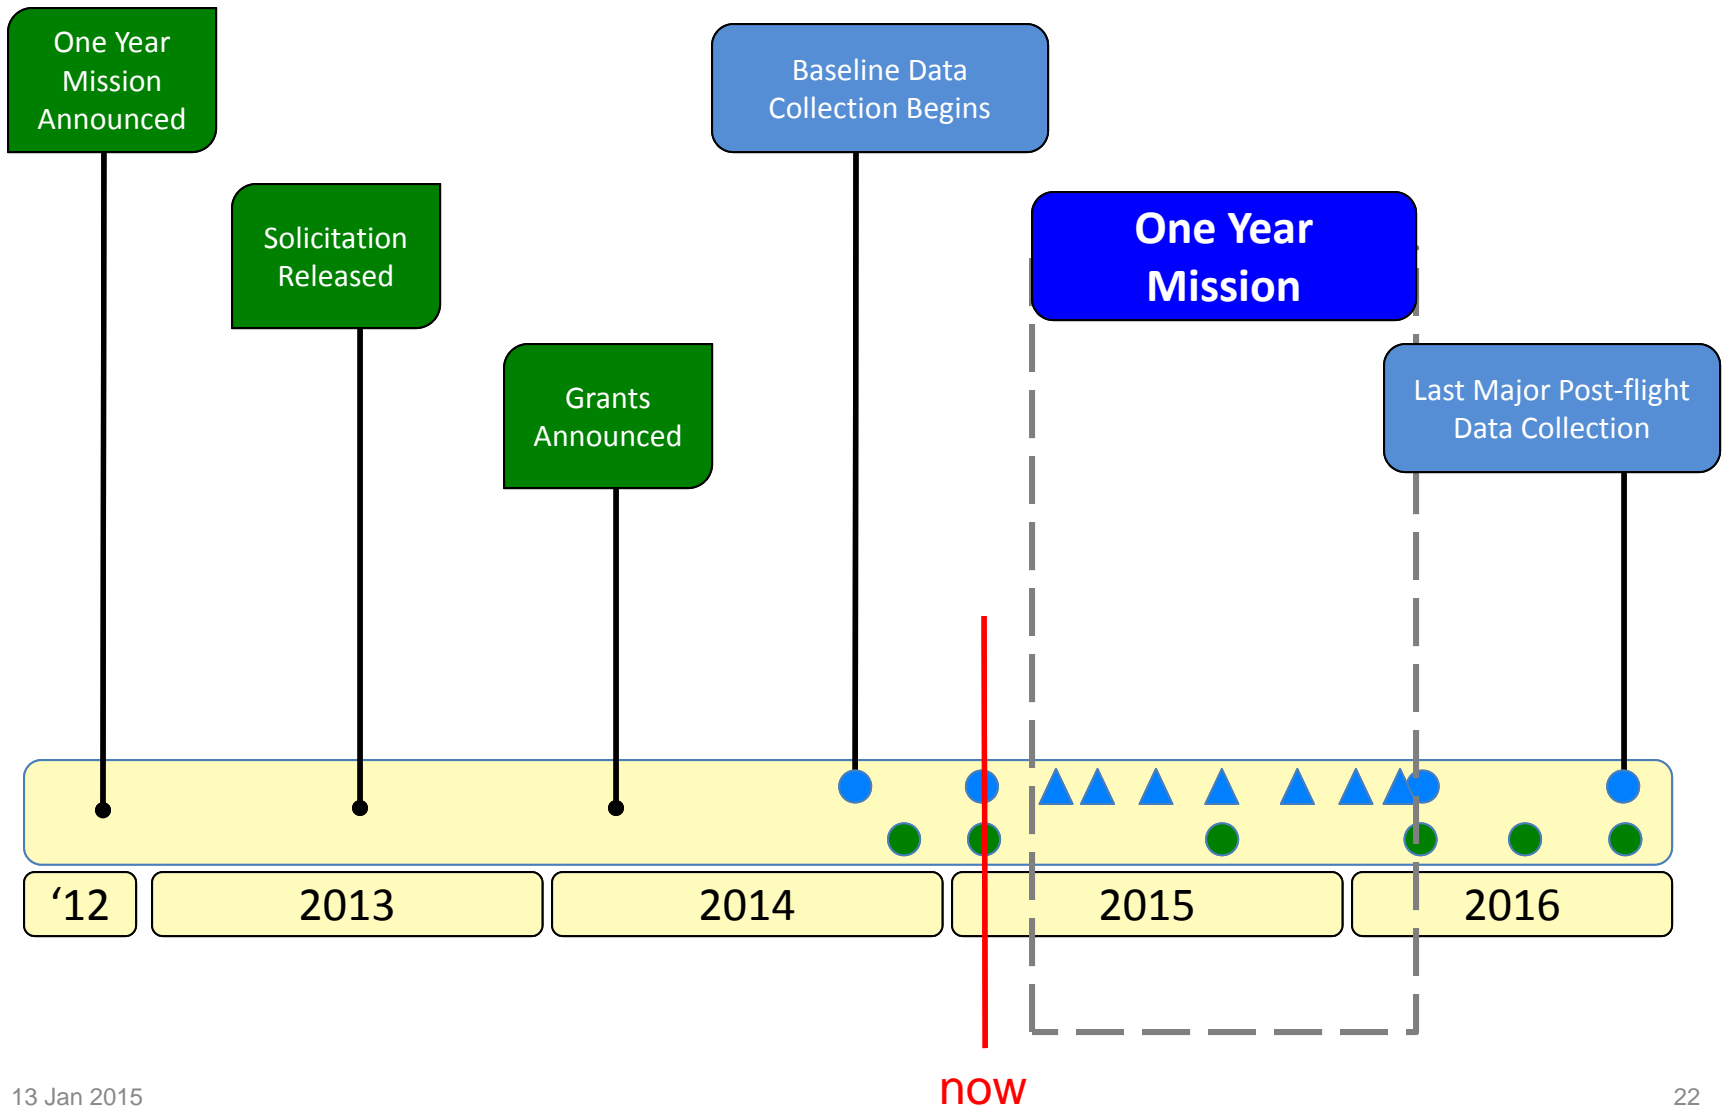 One Year
Mission
Announced
Baseline Data
Collection Begins
Solicitation
Released
One Year
Mission
Grants
Announced
Last Major Post-flight
Data Collection
‘12
2013
2014
2015
2016
now
13 Jan 2015
22